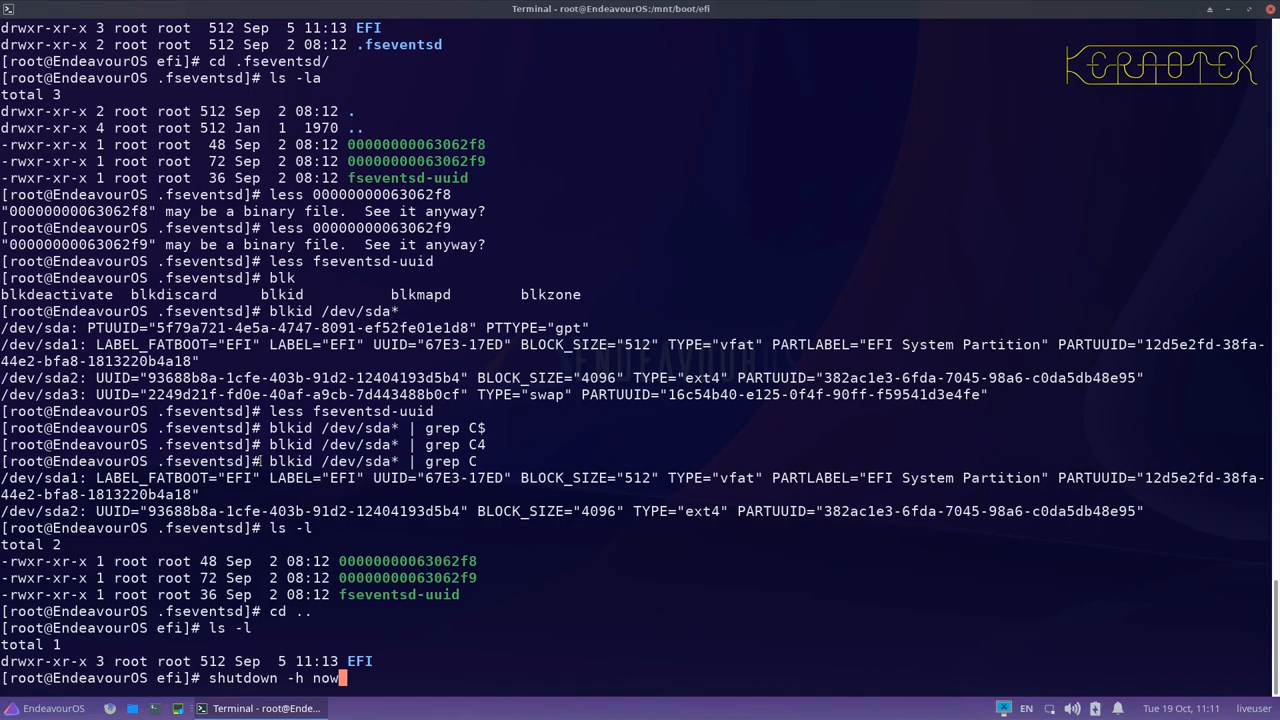 Terminal - root@EndeavourOS:/mnt/boot/efi
drwxr-xr-x 3 root root  512 Sep  5 11:13 EFI
drwxr-xr-x 2 root root  512 Sep  2 08:12 .fseventsd
[root@EndeavourOS efi]# cd .fseventsd/
[root@EndeavourOS .fseventsd]# ls -la
total 3
drwxr-xr-x 2 root root 512 Sep  2 08:12 .
drwxr-xr-x 4 root root 512 Jan  1  1970 ..
-rwxr-xr-x 1 root root  48 Sep  2 08:12 00000000063062f8
-rwxr-xr-x 1 root root  72 Sep  2 08:12 00000000063062f9
-rwxr-xr-x 1 root root  36 Sep  2 08:12 fseventsd-uuid
[root@EndeavourOS .fseventsd]# less 00000000063062f8
"00000000063062f8" may be a binary file.  See it anyway?
[root@EndeavourOS .fseventsd]# less 00000000063062f9
"00000000063062f9" may be a binary file.  See it anyway?
[root@EndeavourOS .fseventsd]# less fseventsd-uuid
[root@EndeavourOS .fseventsd]# blk
blkdeactivate  blkdiscard     blkid          blkmapd        blkzone
[root@EndeavourOS .fseventsd]# blkid /dev/sda*
/dev/sda: PTUUID="5f79a721-4e5a-4747-8091-ef52fe01e1d8" PTTYPE="gpt"
/dev/sda1: LABEL_FATBOOT="EFI" LABEL="EFI" UUID="67E3-17ED" BLOCK_SIZE="512" TYPE="vfat" PARTLABEL="EFI System Partition" PARTUUID="12d5e2fd-38fa-
44e2-bfa8-1813220b4a18"
/dev/sda2: UUID="93688b8a-1cfe-403b-91d2-12404193d5b4" BLOCK_SIZE="4096" TYPE="ext4" PARTUUID="382ac1e3-6fda-7045-98a6-c0da5db48e95"
/dev/sda3: UUID="2249d21f-fd0e-40af-a9cb-7d443488b0cf" TYPE="swap" PARTUUID="16c54b40-e125-0f4f-90ff-f59541d3e4fe"
[root@EndeavourOS .fseventsd]# less fseventsd-uuid
[root@EndeavourOS .fseventsd]# blkid /dev/sda* | grep C$
[root@EndeavourOS .fseventsd]# blkid /dev/sda* | grep C4
[root@EndeavourOS .fseventsd]# blkid /dev/sda* | grep C
/dev/sda1: LABEL_FATBOOT="EFI" LABEL="EFI" UUID="67E3-17ED" BLOCK_SIZE="512" TYPE="vfat" PARTLABEL="EFI System Partition" PARTUUID="12d5e2fd-38fa-
44e2-bfa8-1813220b4a18"
/dev/sda2: UUID="93688b8a-1cfe-403b-91d2-12404193d5b4" BLOCK_SIZE="4096" TYPE="ext4" PARTUUID="382ac1e3-6fda-7045-98a6-c0da5db48e95"
[root@EndeavourOS .fseventsd]# ls -l
total 2
-rwxr-xr-x 1 root root 48 Sep  2 08:12 00000000063062f8
-rwxr-xr-x 1 root root 72 Sep  2 08:12 00000000063062f9
-rwxr-xr-x 1 root root 36 Sep  2 08:12 fseventsd-uuid
[root@EndeavourOS .fseventsd]# cd ..
[root@EndeavourOS efi]# ls -l
total 1
drwxr-xr-x 3 root root 512 Sep  5 11:13 EFI
[root@EndeavourOS efi]# shutdown -h now
EndeavourOS
Terminal - root@Ende...
EN
Tue 19 Oct, 11:11
liveuser